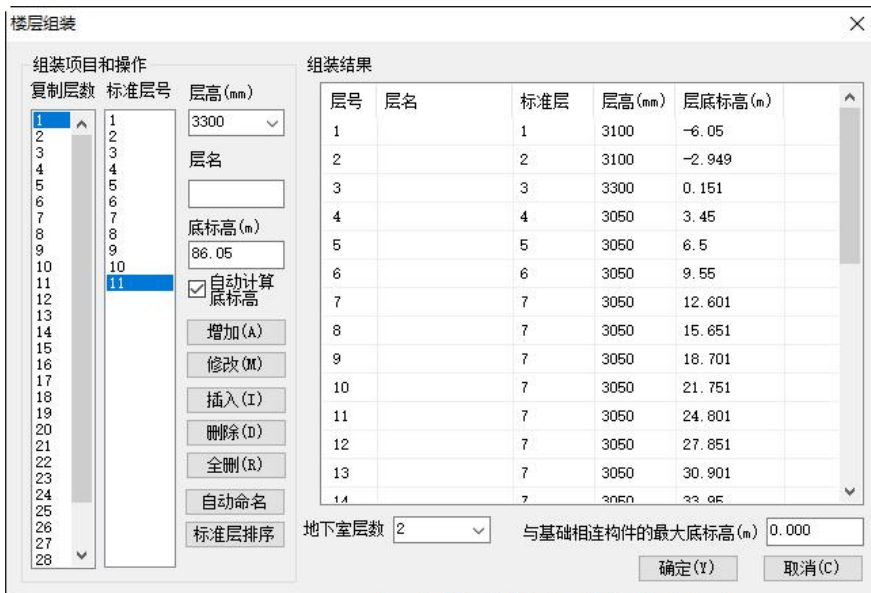 楼层组装
组装项目和操作
复制层数 标准层号 层高(mm)
1
2
3
4
5
6
7
8
9
10
11
12
13
14
15
16
17
18
19
20
21
22
23
24
25
26
27
28
1
2
3
4
5
6
7
8
9
10
11
3300
层名
底标高(m)
86.05
自动计算
底标高
增加(A)
修改(M)
插入(I)
删除(D)
全删(R)
自动命名
标准层排序
组装结果
层号 层名 标准层 层高(mm) 层底标高(m)
1 1 3100 -6.05
2 2 3100 -2.949
3 3 3300 0.151
4 4 3050 3.45
5 5 3050 6.5
6 6 3050 9.55
7 7 3050 12.601
8 7 3050 15.651
9 7 3050 18.701
10 7 3050 21.751
11 7 3050 24.801
12 7 3050 27.851
13 7 3050 30.901
14 7 3050 33.95
地下室层数 2 与基础相连构件的最大底标高(m) 0.000
确定(Y) 取消(C)